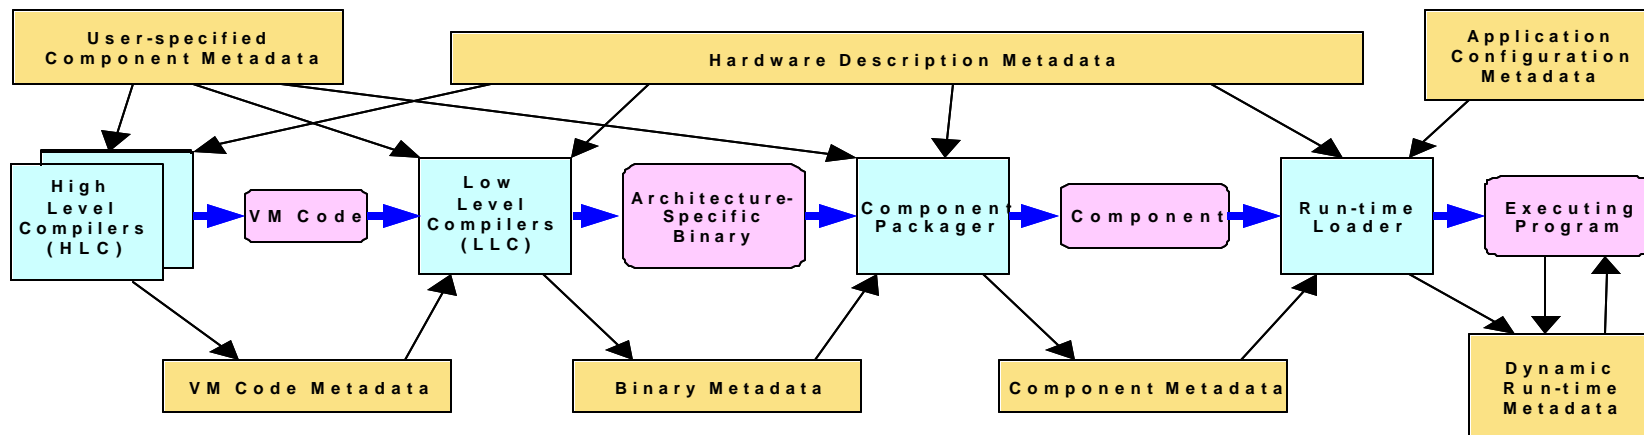 User-specified
Component Metadata
Hardware Description Metadata
Application
Configuration
Metadata
High
Level
Compilers
(HLC)
VM Code
Low
Level
Compilers
(LLC)
Architecture-
Specific
Binary
Component
Packager
Component
Run-time
Loader
Executing
Program
VM Code Metadata
Binary Metadata
Component Metadata
Dynamic
Run-time
Metadata